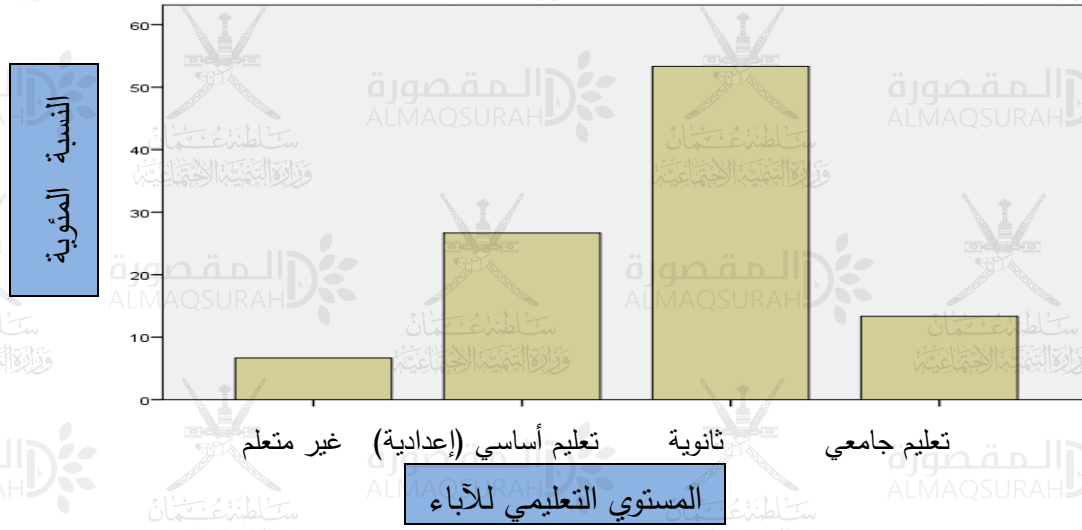 60
50
40
30
20
10
0
النسبة المئوية
غير متعلم
تعليم أساسي (إعدادية)
ثانوية
تعليم جامعي
المستوي التعليمي للآباء
المقصورة
ALMAQSURAH
سلطنة عمان
وزارة التنمية الاجتماعية